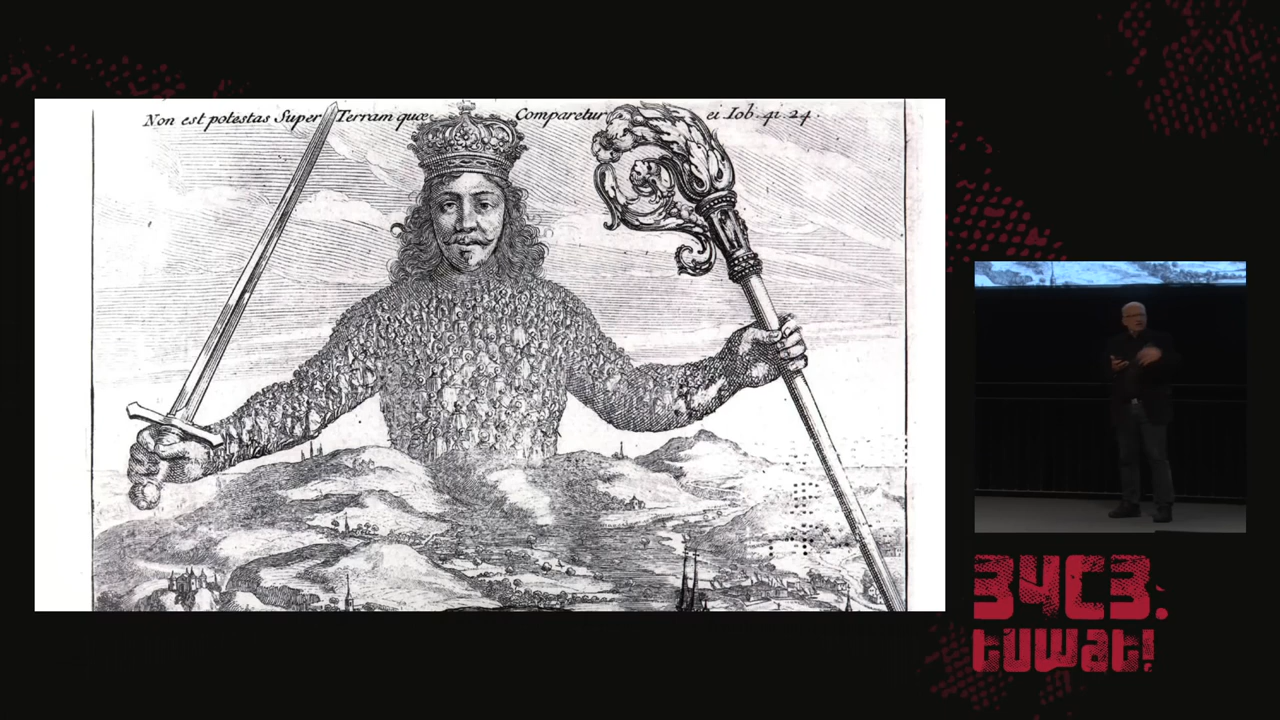 Non est potestas Super Terram quæ Comparetur ei Iob. 41. 24.
34C3.
tuwat!